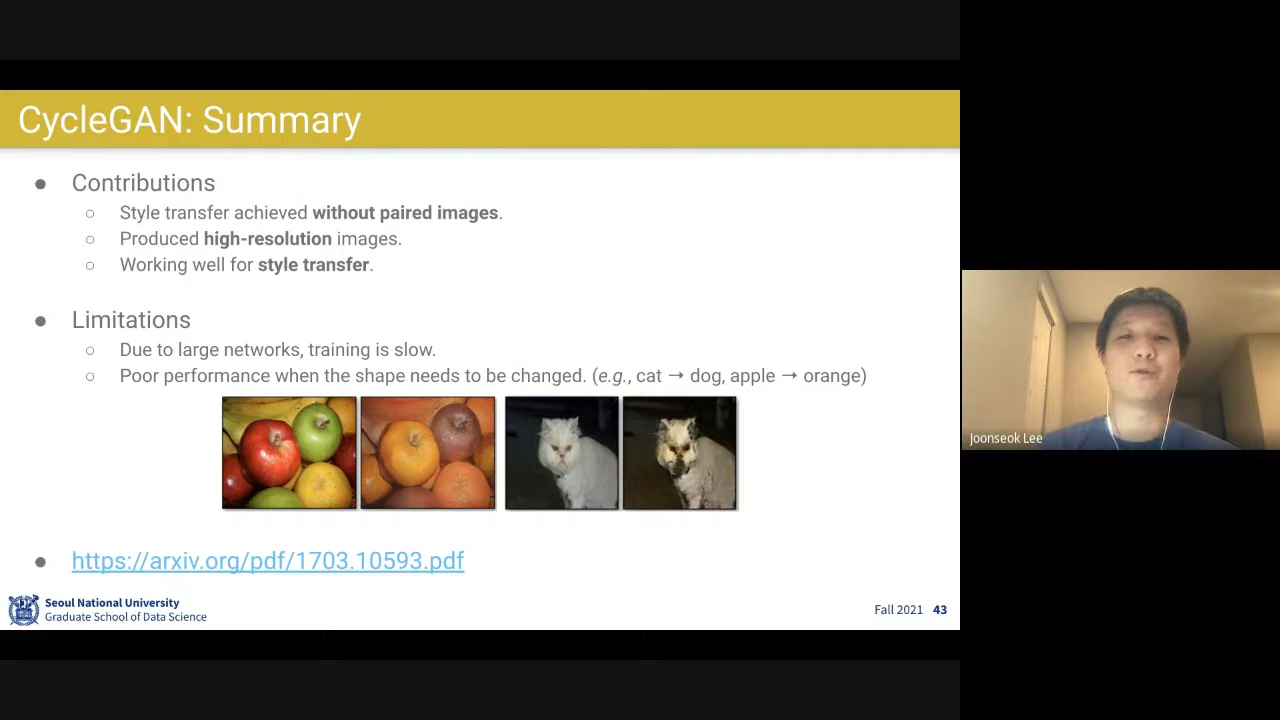 CycleGAN: Summary
● Contributions
○ Style transfer achieved without paired images.
○ Produced high-resolution images.
○ Working well for style transfer.
● Limitations
○ Due to large networks, training is slow.
○ Poor performance when the shape needs to be changed. (e.g., cat → dog, apple → orange)
● https://arxiv.org/pdf/1703.10593.pdf
Seoul National University
Graduate School of Data Science
Fall 2021 43
Joonseok Lee